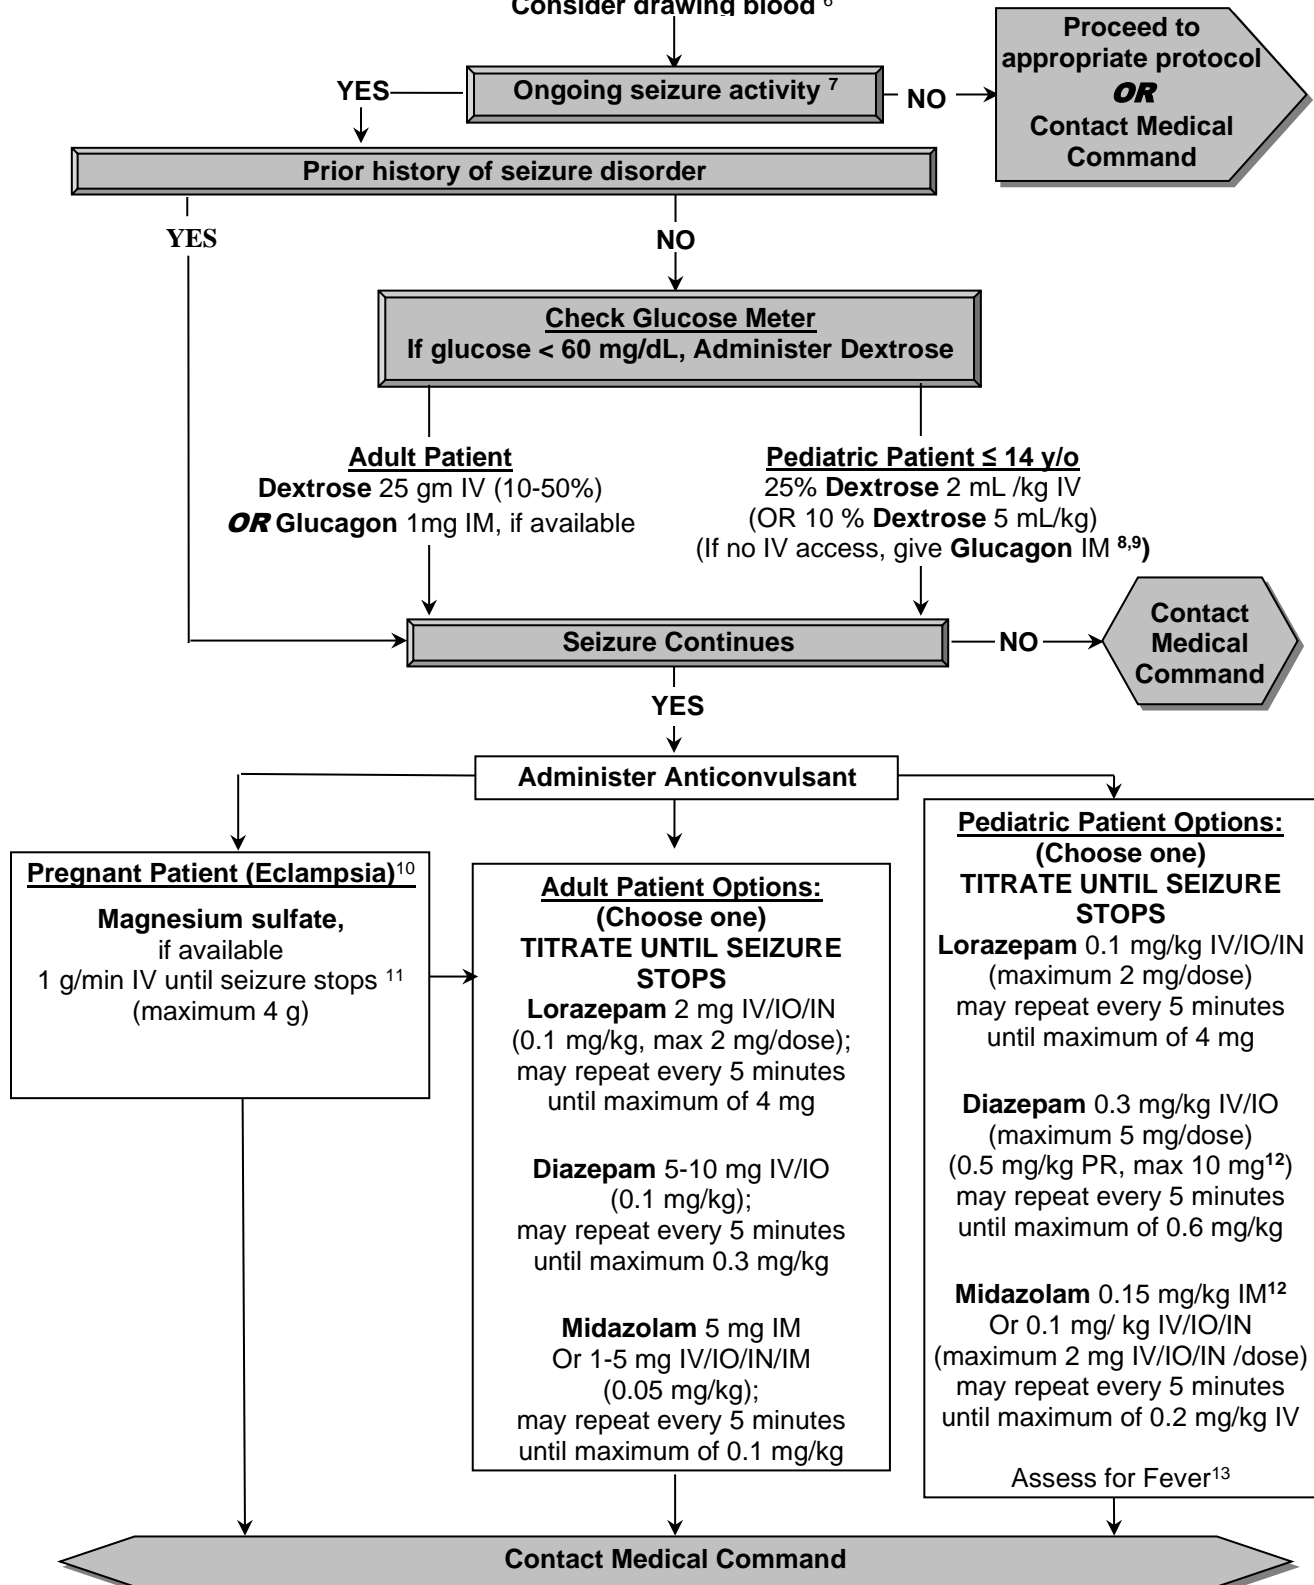 Consider drawing blood 6
Proceed to
appropriate protocol
OR
Contact Medical
Command
YES
Ongoing seizure activity 7
NO
Prior history of seizure disorder
YES
NO
Check Glucose Meter
If glucose < 60 mg/dL, Administer Dextrose
Adult Patient
Dextrose 25 gm IV (10-50%)
OR Glucagon 1mg IM, if available
Pediatric Patient ≤ 14 y/o
25% Dextrose 2 mL /kg IV
(OR 10 % Dextrose 5 mL/kg)
(If no IV access, give Glucagon IM 8,9)
Seizure Continues
NO
Contact
Medical
Command
YES
Administer Anticonvulsant
Pregnant Patient (Eclampsia)10
Magnesium sulfate,
if available
1 g/min IV until seizure stops 11
(maximum 4 g)
Adult Patient Options:
(Choose one)
TITRATE UNTIL SEIZURE
STOPS
Lorazepam 2 mg IV/IO/IN
(0.1 mg/kg, max 2 mg/dose);
may repeat every 5 minutes
until maximum of 4 mg
Diazepam 5-10 mg IV/IO
(0.1 mg/kg);
may repeat every 5 minutes
until maximum 0.3 mg/kg
Midazolam 5 mg IM
Or 1-5 mg IV/IO/IN/IM
(0.05 mg/kg);
may repeat every 5 minutes
until maximum of 0.1 mg/kg
Pediatric Patient Options:
(Choose one)
TITRATE UNTIL SEIZURE
STOPS
Lorazepam 0.1 mg/kg IV/IO/IN
(maximum 2 mg/dose)
may repeat every 5 minutes
until maximum of 4 mg
Diazepam 0.3 mg/kg IV/IO
(maximum 5 mg/dose)
(0.5 mg/kg PR, max 10 mg12)
may repeat every 5 minutes
until maximum of 0.6 mg/kg
Midazolam 0.15 mg/kg IM12
Or 0.1 mg/ kg IV/IO/IN
(maximum 2 mg IV/IO/IN /dose)
may repeat every 5 minutes
until maximum of 0.2 mg/kg IV
Assess for Fever13
Contact Medical Command